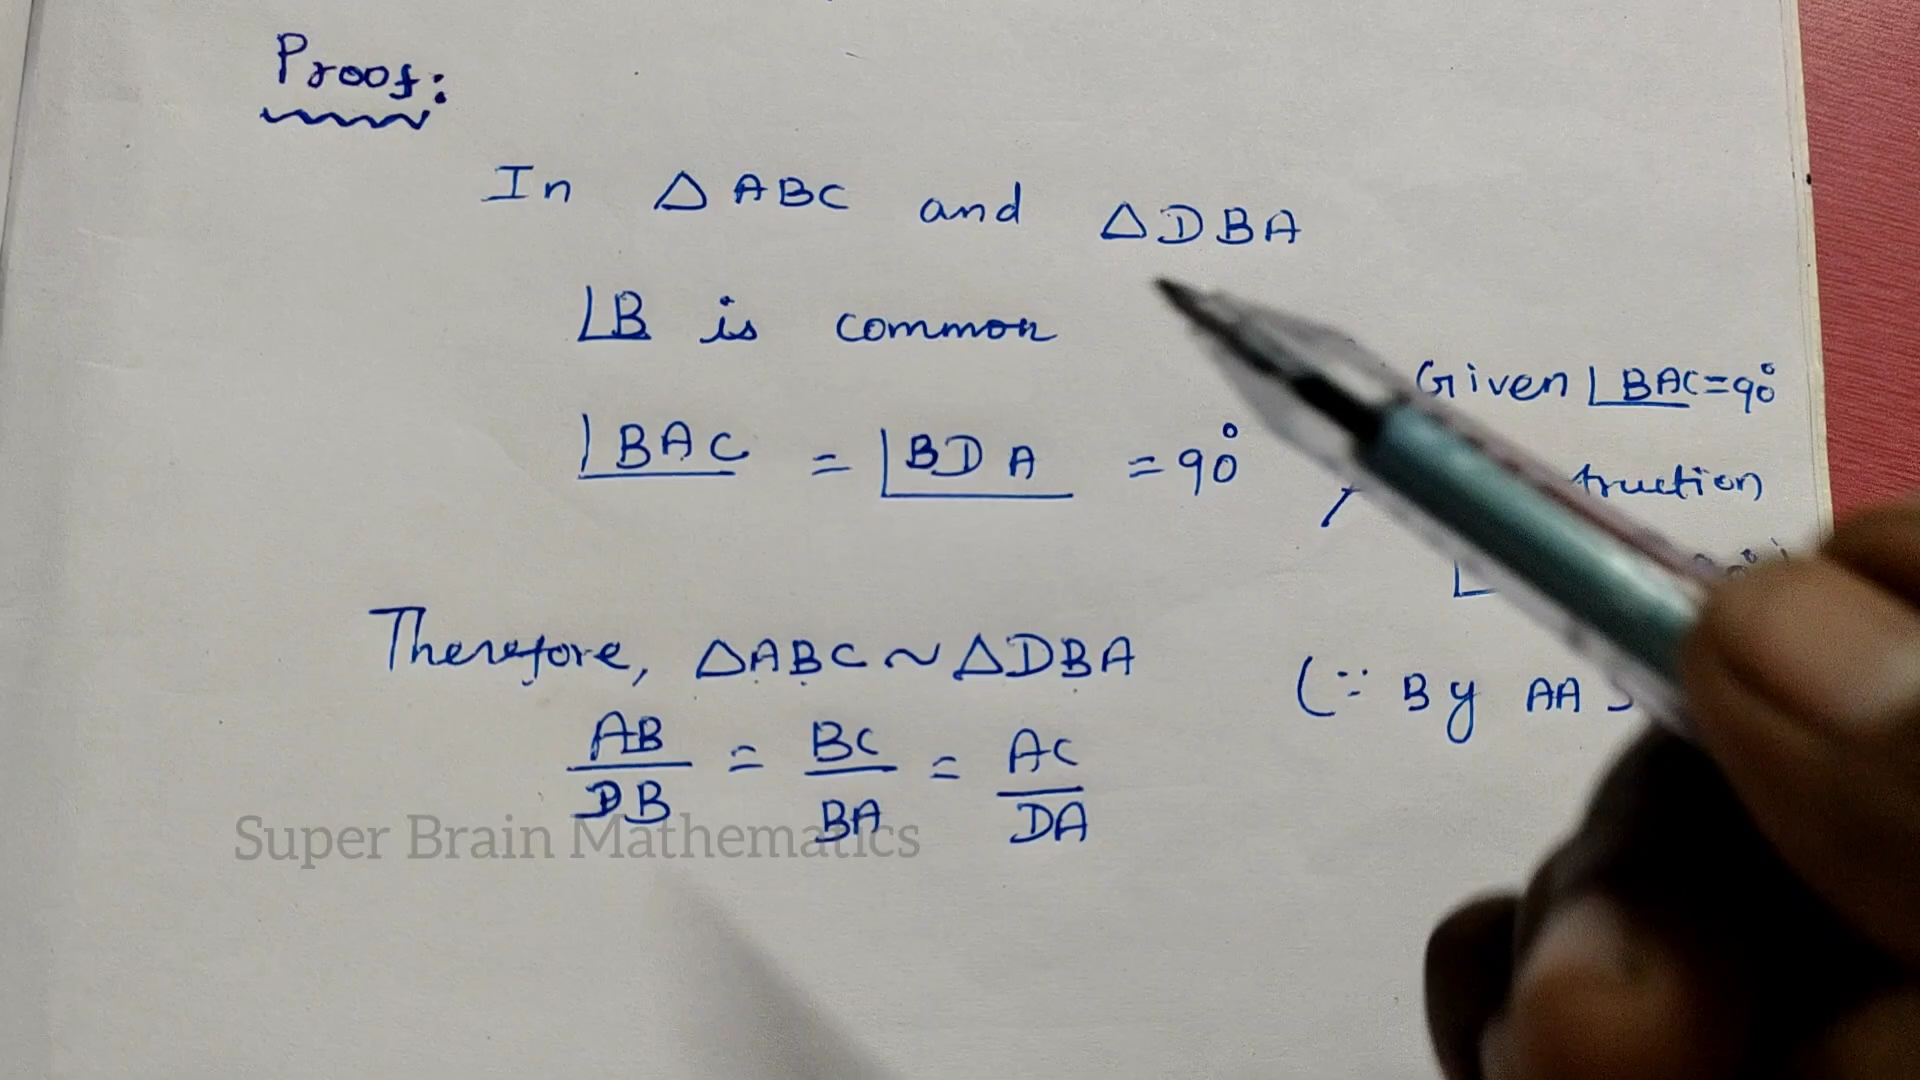 Proof:
In △ABC and △DBA
∠B is common
Given ∠BAC=90°
∠BAC = ∠BDA = 90°
truction
Therefore, △ABC ~ △DBA (∵ By AA
AB/DB = BC/BA = AC/DA
Super Brain Mathematics